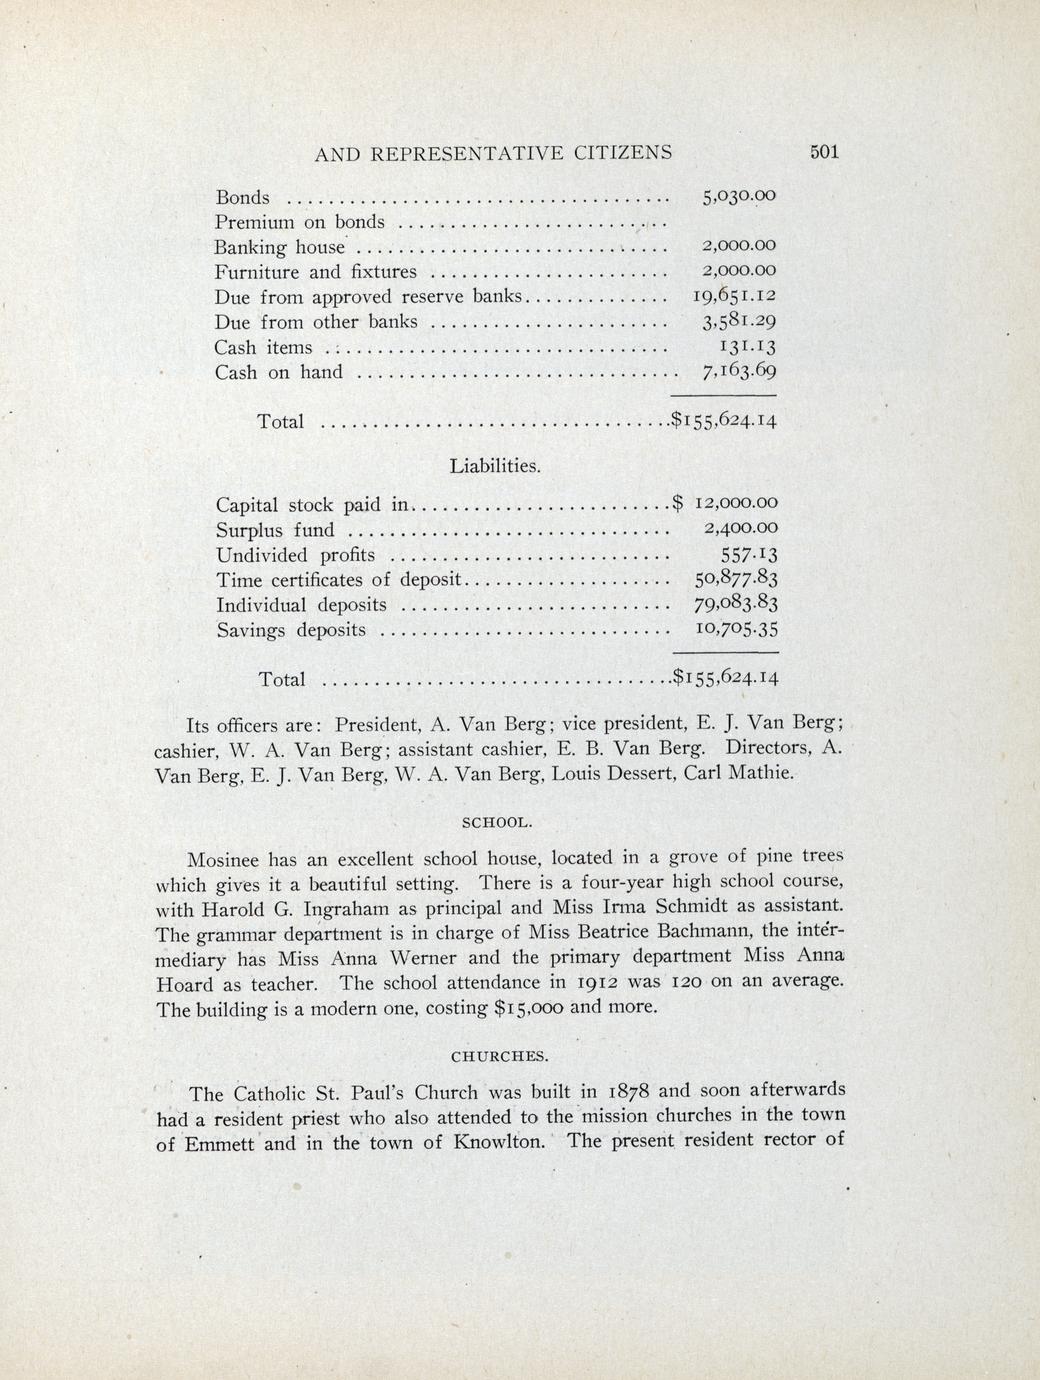 AND REPRESENTATIVE CITIZENS 501
Bonds .................................... 5,030.00
Premium on bonds ..........................
Banking house .............................. 2,000.00
Furniture and fixtures ....................... 2,000.00
Due from approved reserve banks.............. 19,651.12
Due from other banks ....................... 3,581.29
Cash items ................................. 131.13
Cash on hand ............................... 7,163.69
Total ..................................$155,624.14
Liabilities.
Capital stock paid in.........................$ 12,000.00
Surplus fund ............................... 2,400.00
Undivided profits ........................... 557.13
Time certificates of deposit.................... 50,877.83
Individual deposits .......................... 79,083.83
Savings deposits ............................ 10,705.35
Total ..................................$155,624.14
Its officers are: President, A. Van Berg; vice president, E. J. Van Berg;
cashier, W. A. Van Berg; assistant cashier, E. B. Van Berg. Directors, A.
Van Berg, E. J. Van Berg, W. A. Van Berg, Louis Dessert, Carl Mathie.
SCHOOL.
Mosinee has an excellent school house, located in a grove of pine trees
which gives it a beautiful setting. There is a four-year high school course,
with Harold G. Ingraham as principal and Miss Irma Schmidt as assistant.
The grammar department is in charge of Miss Beatrice Bachmann, the inter-
mediary has Miss Anna Werner and the primary department Miss Anna
Hoard as teacher. The school attendance in 1912 was 120 on an average.
The building is a modern one, costing $15,000 and more.
CHURCHES.
The Catholic St. Paul's Church was built in 1878 and soon afterwards
had a resident priest who also attended to the mission churches in the town
of Emmett and in the town of Knowlton. The present resident rector of